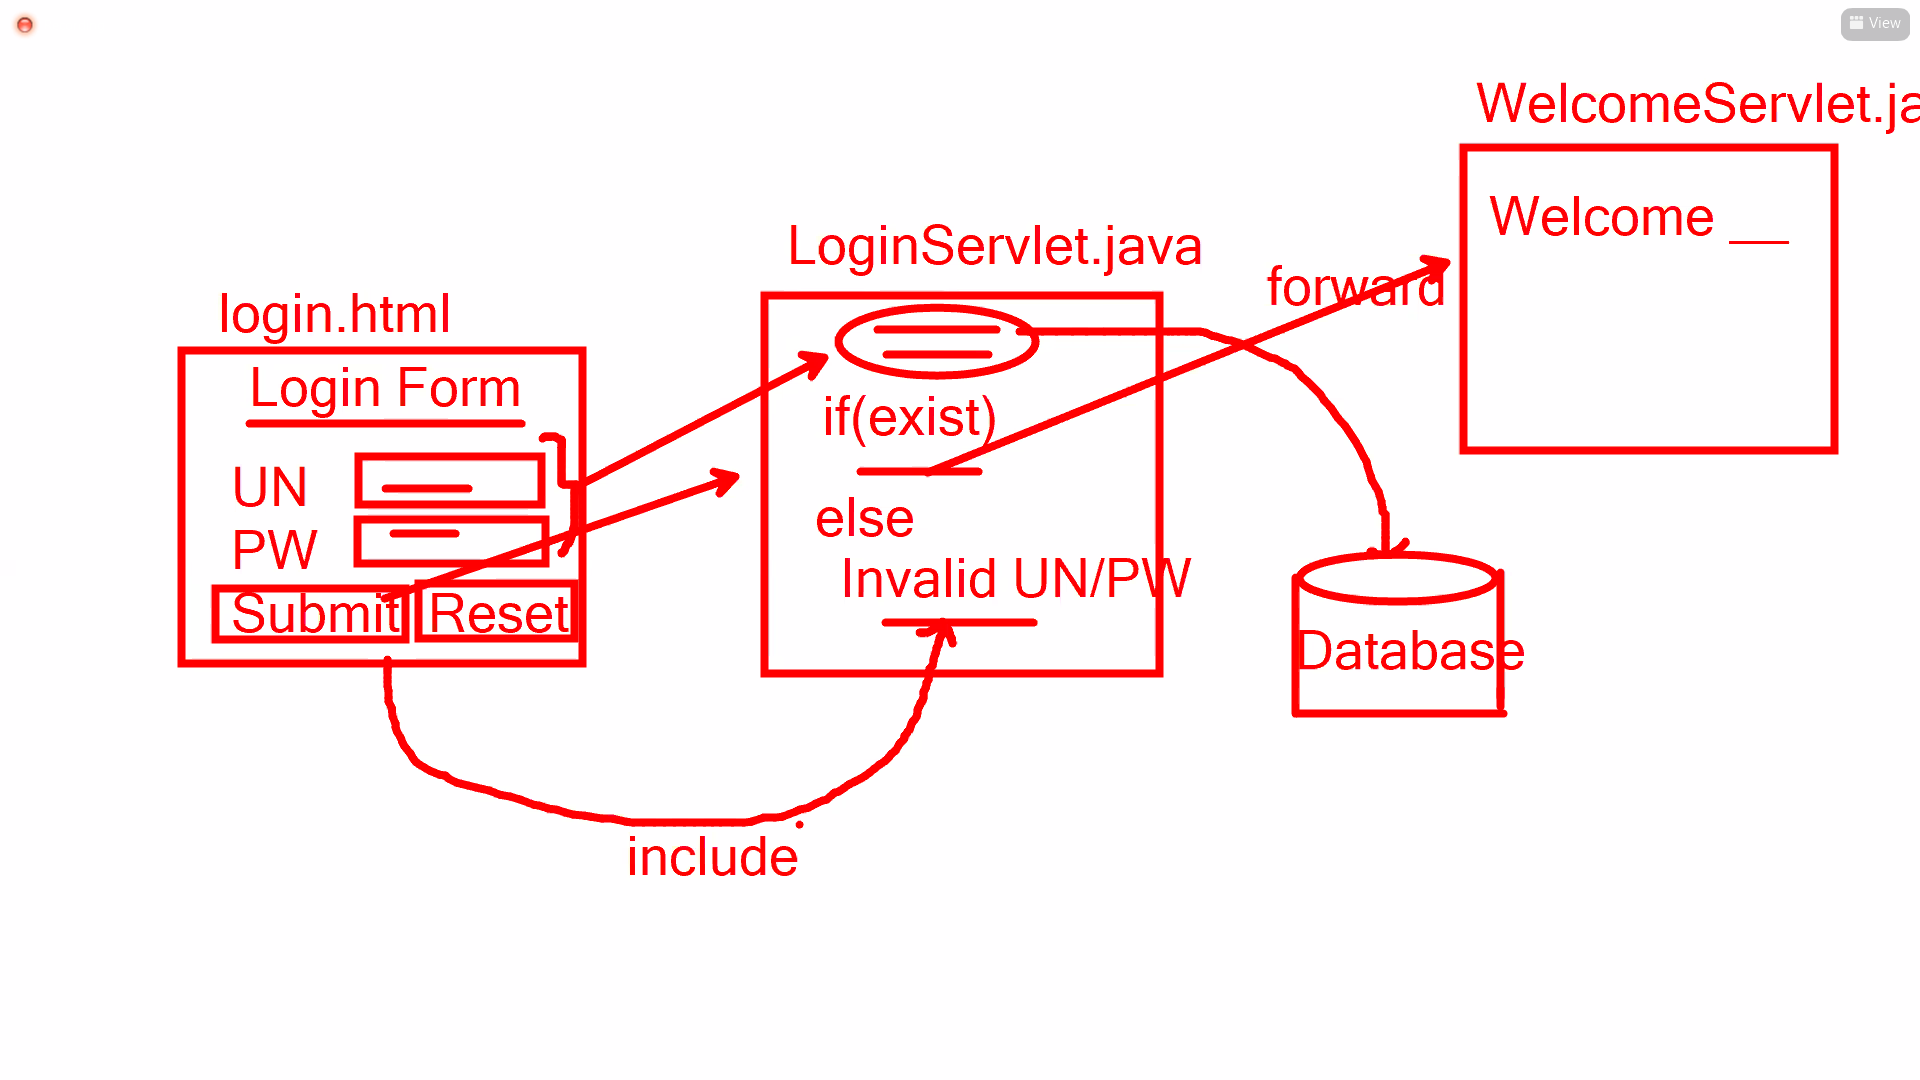 View
WelcomeServlet.ja
Welcome __
LoginServlet.java
forward
login.html
Login Form
if(exist)
UN
PW
else
Invalid UN/PW
Submit
Reset
Database
include